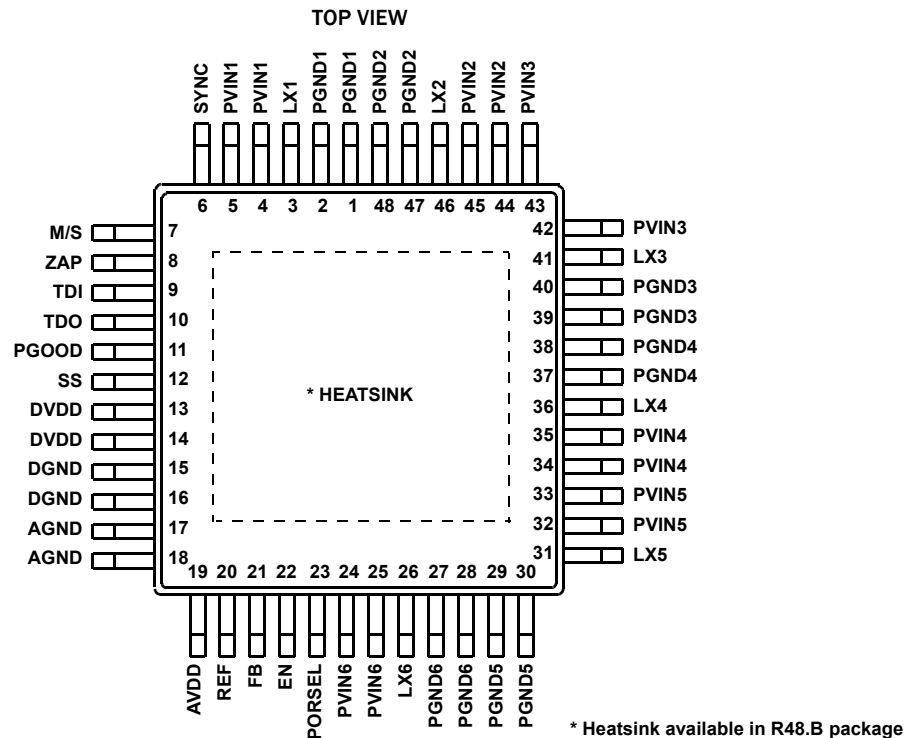 TOP VIEW
SYNC
PVIN1
PVIN1
LX1
PGND1
PGND1
PGND2
PGND2
LX2
PVIN2
PVIN2
PVIN3
6 5 4 3 2 1 48 47 46 45 44 43
M/S 7
ZAP 8
TDI 9
TDO 10
PGOOD 11
SS 12
DVDD 13
DVDD 14
DGND 15
DGND 16
AGND 17
AGND 18
* HEATSINK
42 PVIN3
41 LX3
40 PGND3
39 PGND3
38 PGND4
37 PGND4
36 LX4
35 PVIN4
34 PVIN4
33 PVIN5
32 PVIN5
31 LX5
19 20 21 22 23 24 25 26 27 28 29 30
AVDD
REF
FB
EN
PORSEL
PVIN6
PVIN6
LX6
PGND6
PGND6
PGND5
PGND5
* Heatsink available in R48.B package